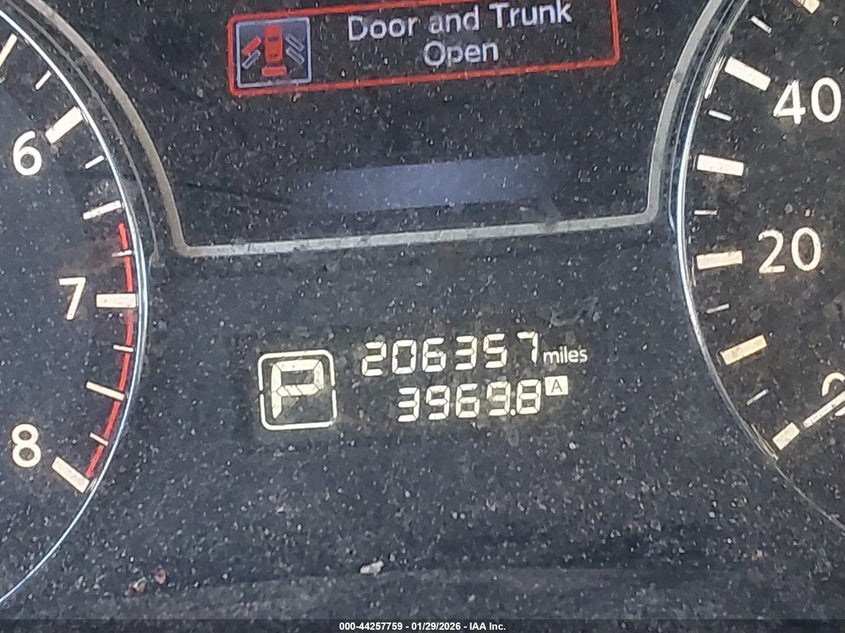 Door and Trunk
Open
6
7
8
40
20
0
P
206357 miles
3969.8 A
000-44257759 — 01/29/2026 - IAA Inc.